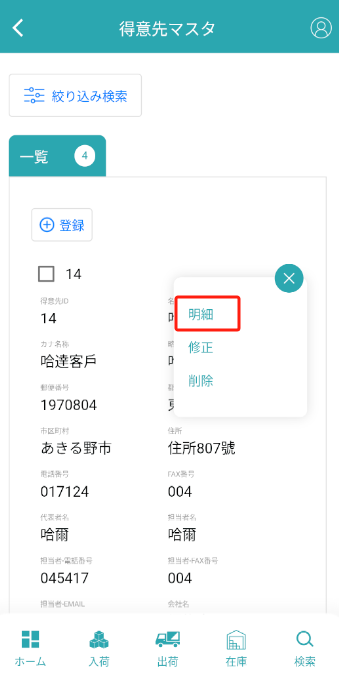 得意先マスタ
絞り込み検索
一覧 4
登録
14
明細
修正
削除
得意先ID
14
カナ名称
哈達客戶
郵便番号
1970804
市区町村 住所
あきる野市 住所807號
電話番号 FAX番号
017124 004
代表者名 担当者名
哈爾 哈爾
担当者-電話番号 担当者-FAX番号
045417 004
担当者-EMAIL 会社名
ホーム 入荷 出荷 在庫 検索